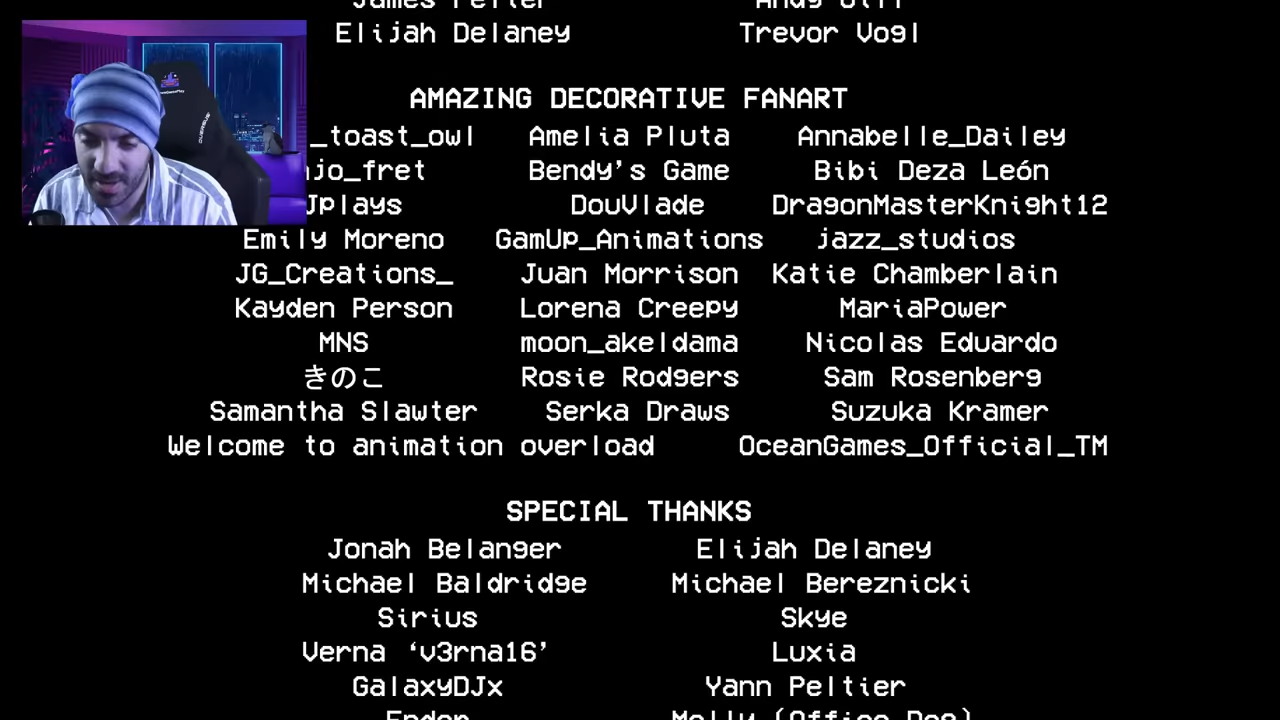 Elijah Delaney Trevor Vogl
AMAZING DECORATIVE FANART
_toast_owl Amelia Pluta Annabelle_Dailey
jo_fret Bendy's Game Bibi Deza León
Jplays DouVlade DragonMasterKnight12
Emily Moreno GamUp_Animations jazz_studios
JG_Creations_ Juan Morrison Katie Chamberlain
Kayden Person Lorena Creepy MariaPower
MNS moon_akeldama Nicolas Eduardo
きのこ Rosie Rodgers Sam Rosenberg
Samantha Slawter Serka Draws Suzuka Kramer
Welcome to animation overload OceanGames_Official_TM
SPECIAL THANKS
Jonah Belanger Elijah Delaney
Michael Baldridge Michael Bereznicki
Sirius Skye
Verna ‘v3rna16’ Luxia
GalaxyDJx Yann Peltier